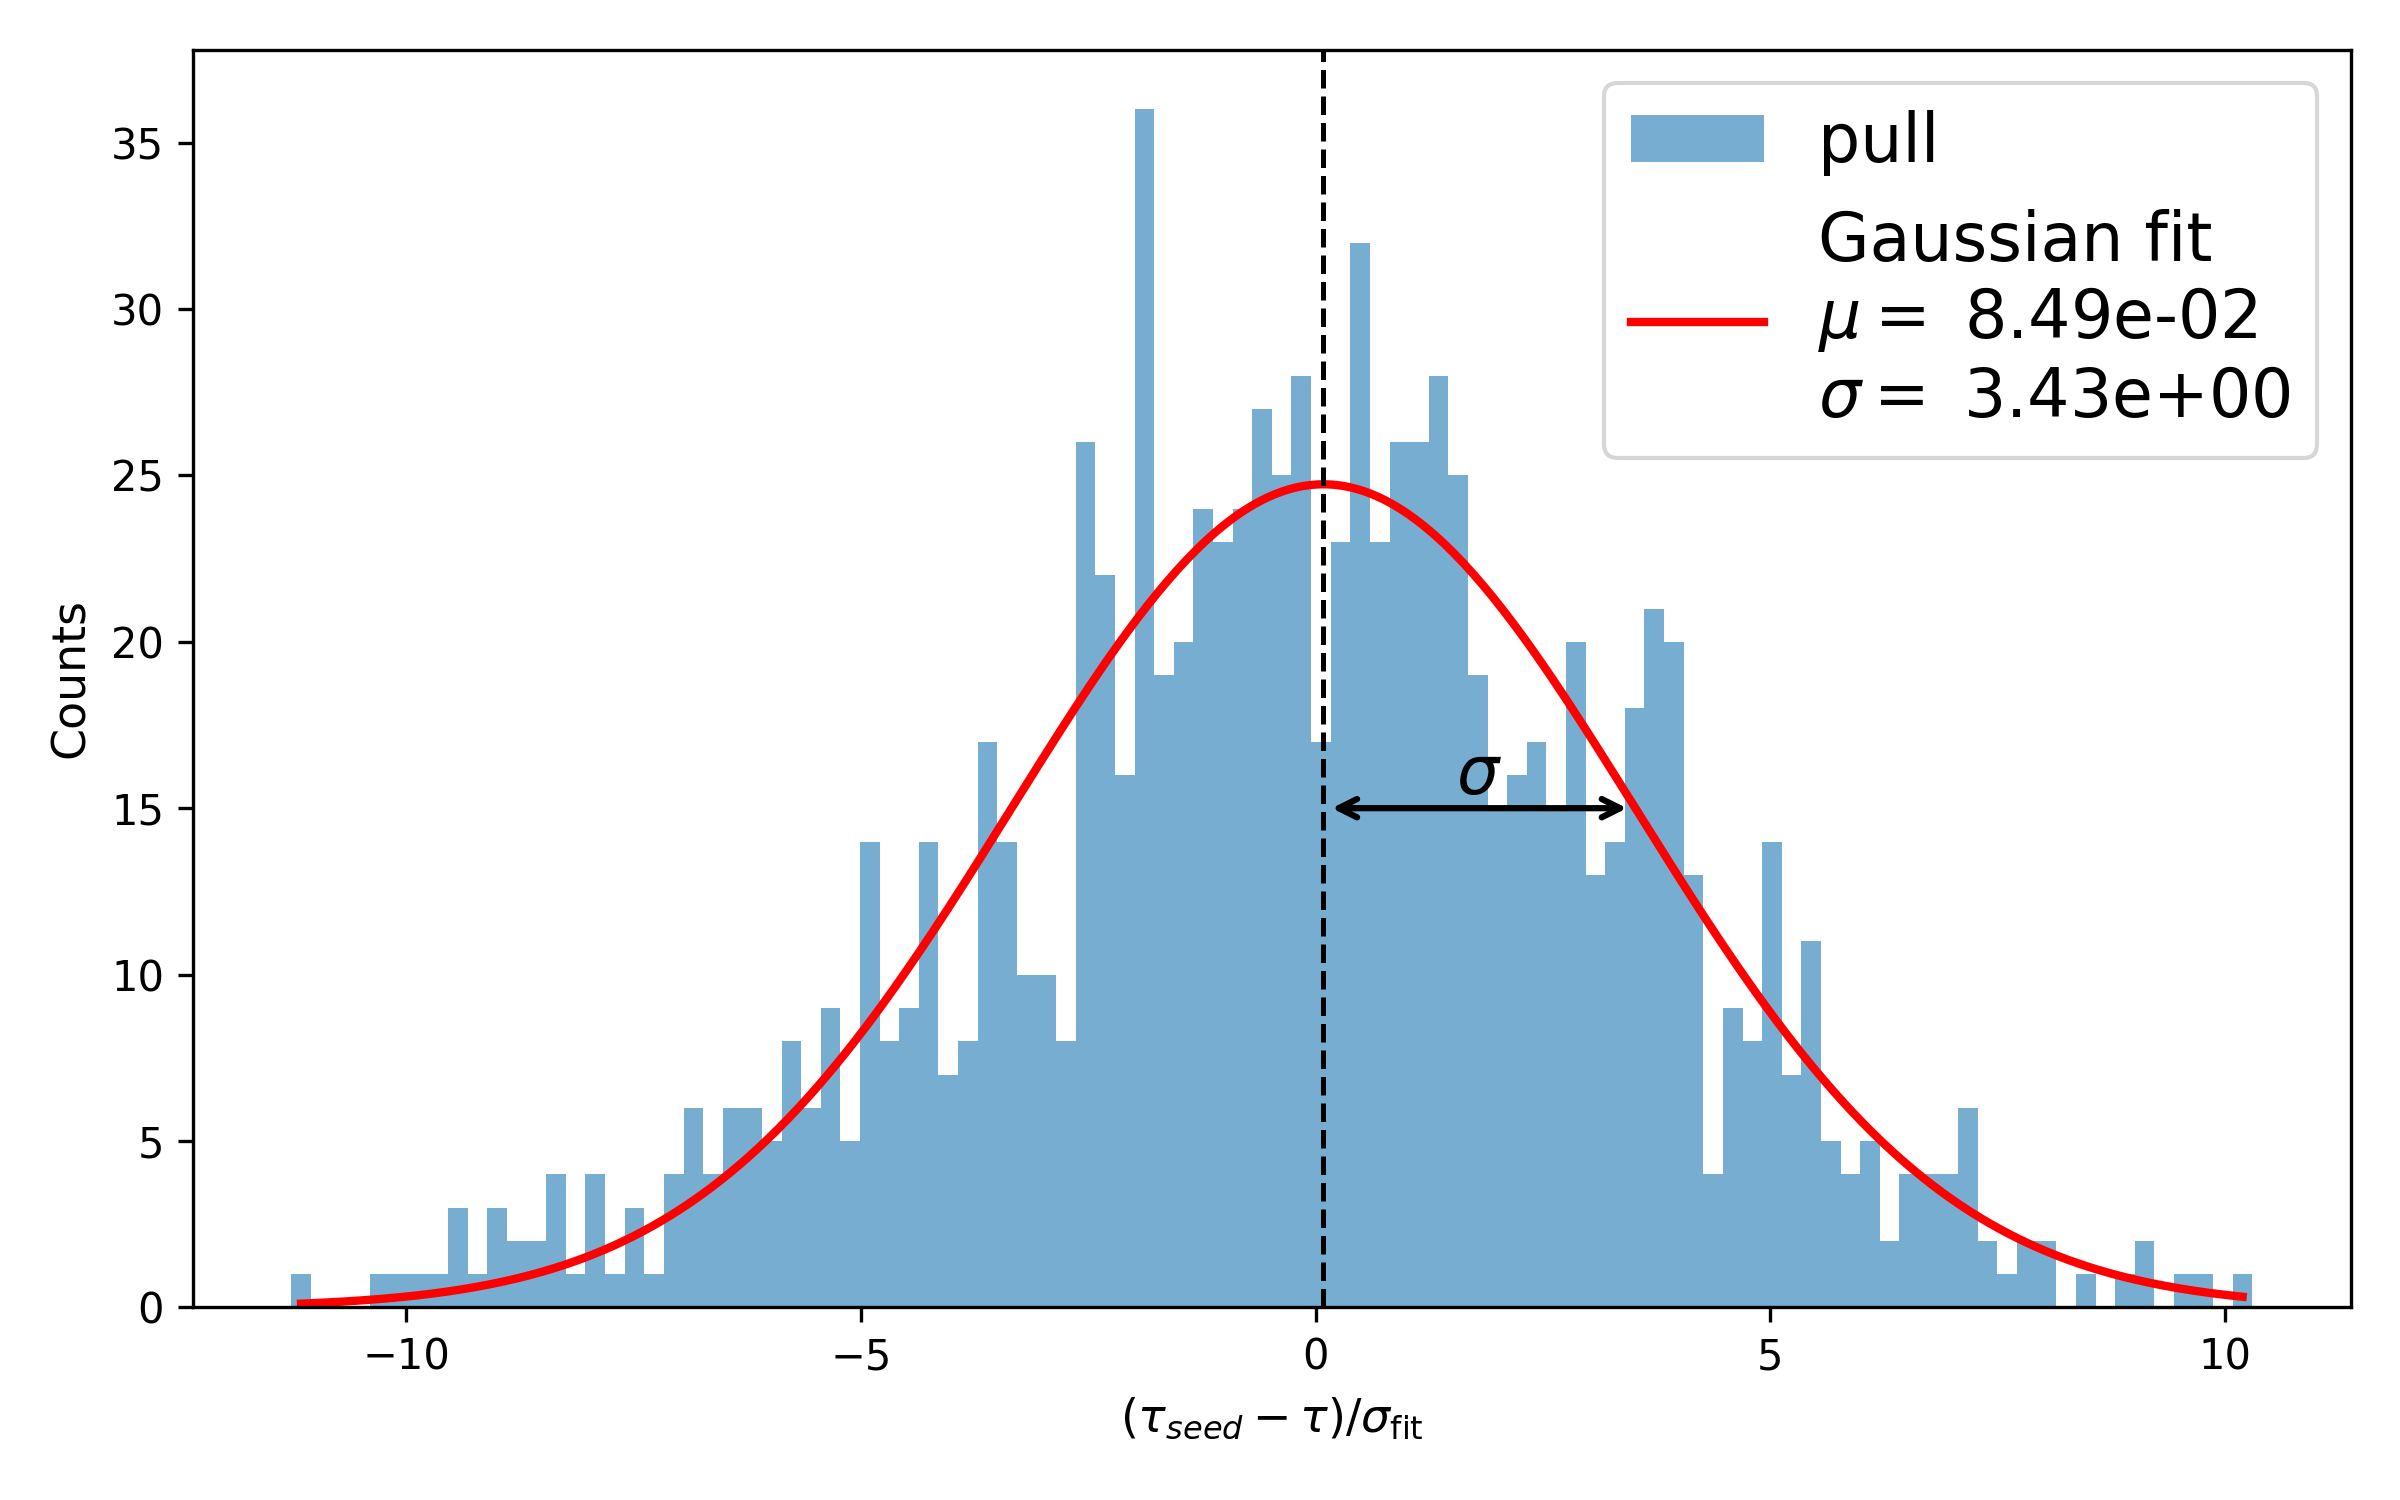 pull
Gaussian fit
μ = 8.49e-02
σ = 3.43e+00
Counts
35
30
25
20
15
10
5
0
σ
−10 −5 0 5 10
(τ_seed − τ)/σ_fit